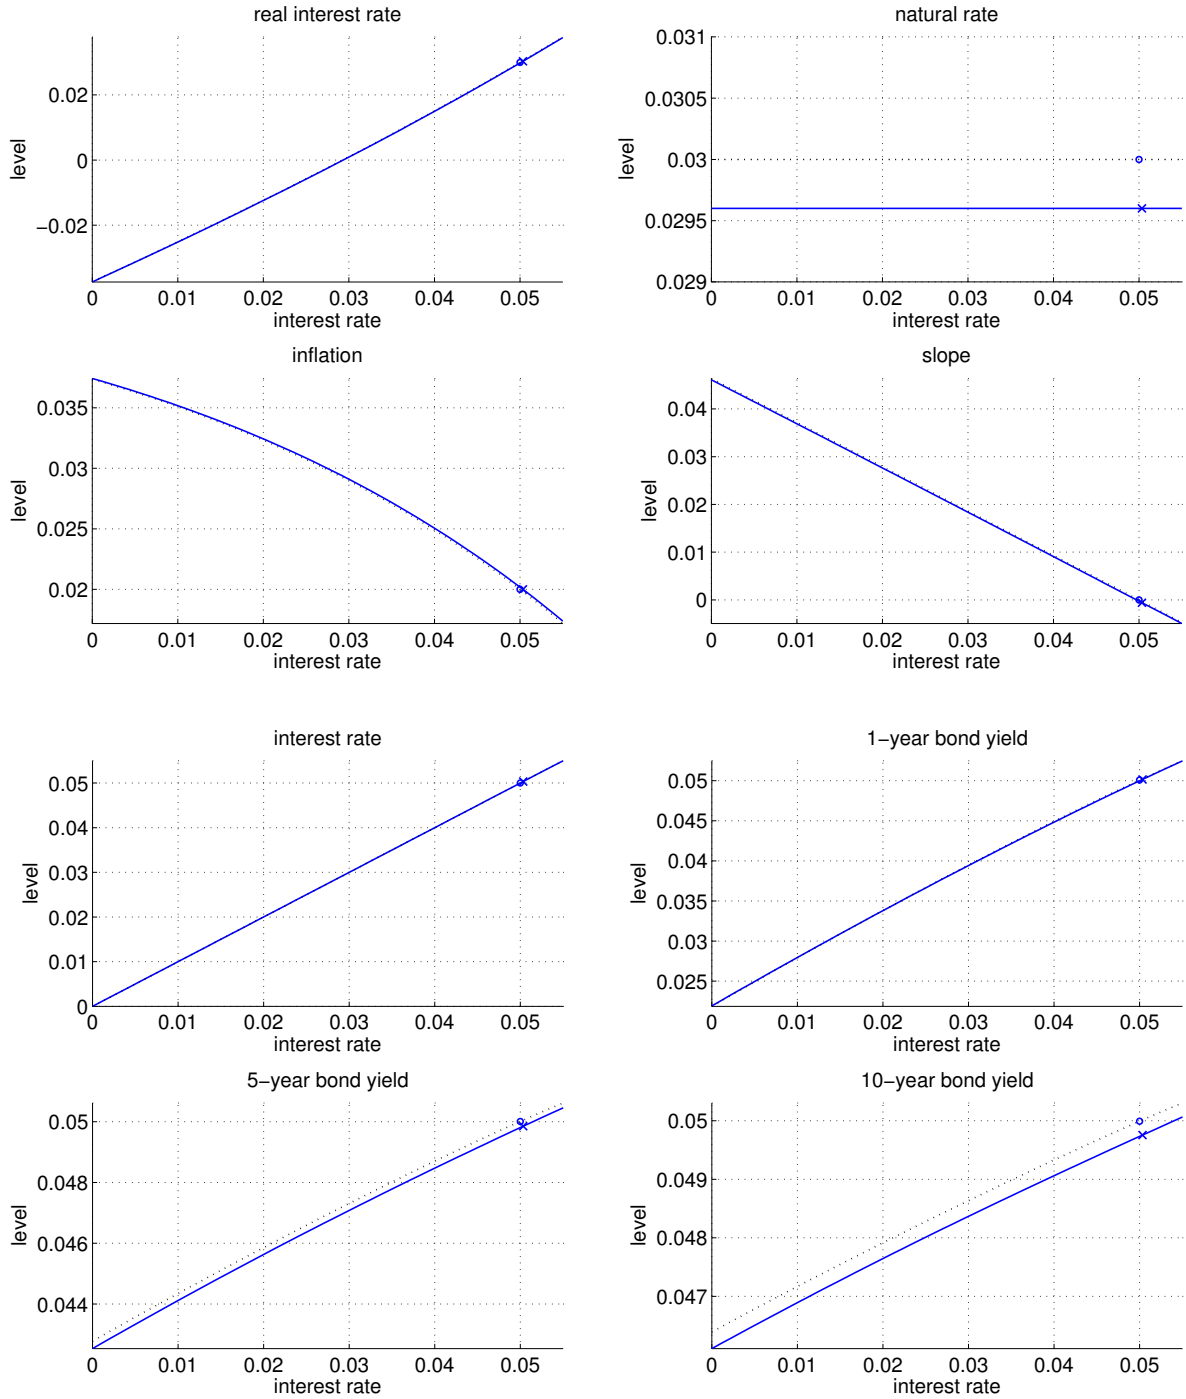 real interest rate
level
0.02
0
−0.02
0 0.01 0.02 0.03 0.04 0.05
interest rate
natural rate
level
0.031
0.0305
0.03
0.0295
0.029
0 0.01 0.02 0.03 0.04 0.05
interest rate
inflation
level
0.035
0.03
0.025
0.02
0 0.01 0.02 0.03 0.04 0.05
interest rate
slope
level
0.04
0.03
0.02
0.01
0
0 0.01 0.02 0.03 0.04 0.05
interest rate
interest rate
level
0.05
0.04
0.03
0.02
0.01
0
0 0.01 0.02 0.03 0.04 0.05
interest rate
1−year bond yield
level
0.05
0.045
0.04
0.035
0.03
0.025
0 0.01 0.02 0.03 0.04 0.05
interest rate
5−year bond yield
level
0.05
0.048
0.046
0.044
0 0.01 0.02 0.03 0.04 0.05
interest rate
10−year bond yield
level
0.05
0.049
0.048
0.047
0 0.01 0.02 0.03 0.04 0.05
interest rate